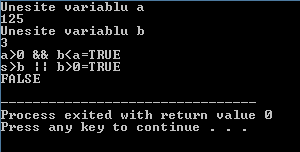 Unesite variablu a
125
Unesite variablu b
3
a>0 && b<a=TRUE
s>b || b>0=TRUE
FALSE
--------------------------------
Process exited with return value 0
Press any key to continue . . .